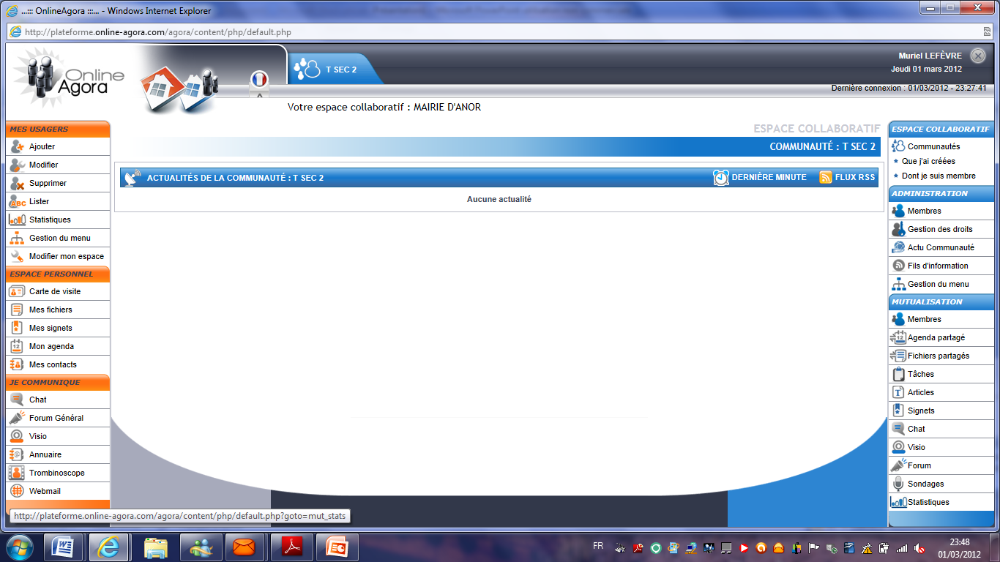 ...::: OnlineAgora :::... - Windows Internet Explorer
http://plateforme.online-agora.com/agora/content/php/default.php
Online Agora
T SEC 2
Muriel LEFÈVRE
Jeudi 01 mars 2012
Dernière connexion : 01/03/2012 - 23:27:41
Votre espace collaboratif : MAIRIE D'ANOR
MES USAGERS
Ajouter
Modifier
Supprimer
ABC
Lister
Statistiques
Gestion du menu
Modifier mon espace
ESPACE PERSONNEL
Carte de visite
Mes fichiers
Mes signets
12
Mon agenda
Mes contacts
JE COMMUNIQUE
Chat
Forum Général
Visio
Annuaire
Trombinoscope
Webmail
ESPACE COLLABORATIF
COMMUNAUTÉ : T SEC 2
ACTUALITÉS DE LA COMMUNAUTÉ : T SEC 2
DERNIÈRE MINUTE
FLUX RSS
Aucune actualité
ESPACE COLLABORATIF
Communautés
Que j'ai créées
Dont je suis membre
ADMINISTRATION
Membres
Gestion des droits
Actu Communauté
Fils d'information
Gestion du menu
MUTUALISATION
Membres
12
Agenda partagé
Fichiers partagés
Tâches
T
Articles
Signets
Chat
Visio
Forum
Sondages
Statistiques
http://plateforme.online-agora.com/agora/content/php/default.php?goto=mut_stats
FR
23:48
01/03/2012